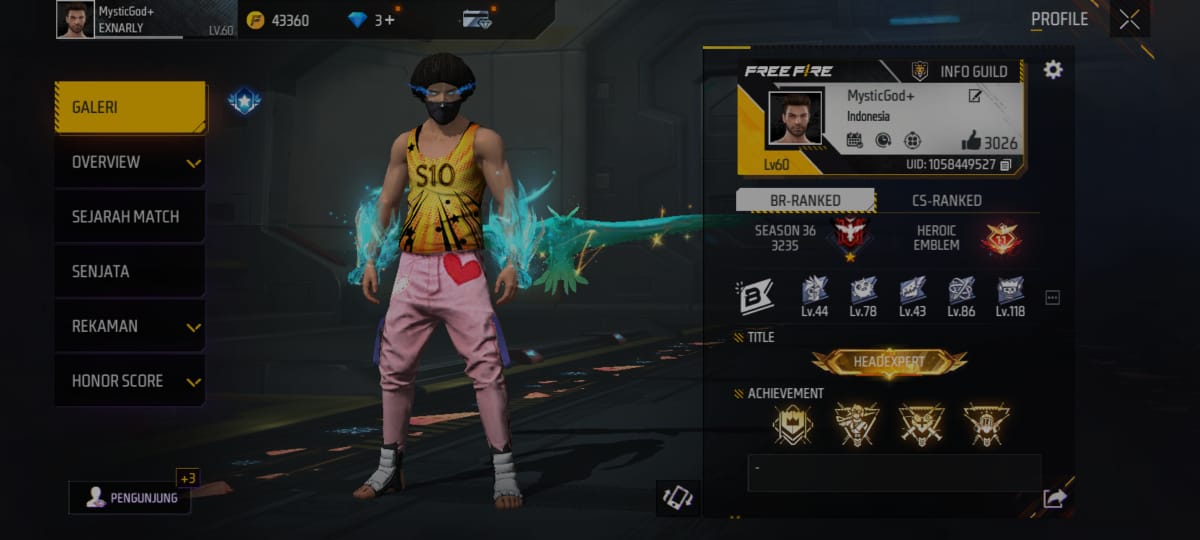 MysticGod+
EXNARLY
LV.60
43360
3+
PROFILE
GALERI
OVERVIEW
SEJARAH MATCH
SENJATA
REKAMAN
HONOR SCORE
+3
PENGUNJUNG
S10
FREE FIRE
INFO GUILD
MysticGod+
Indonesia
3026
Lv60
UID: 1058449527
BR-RANKED
CS-RANKED
SEASON 36
3235
HEROIC
EMBLEM
B
Lv.44
Lv.78
Lv.43
Lv.86
Lv.118
TITLE
HEADEXPERT
ACHIEVEMENT
-